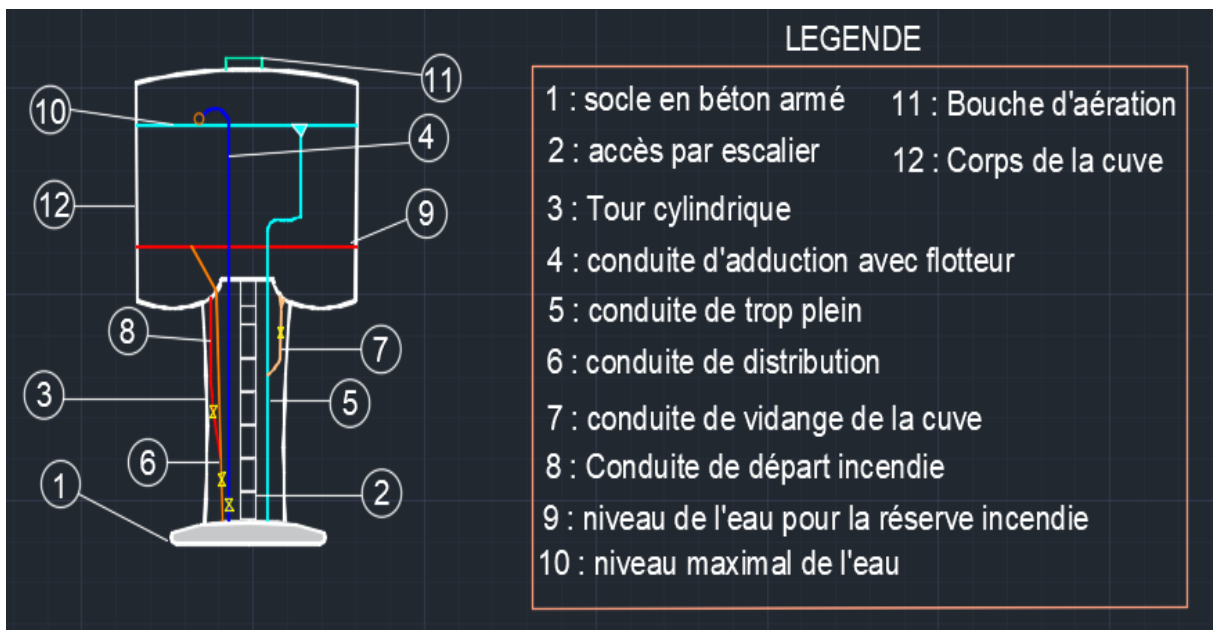 LEGENDE
1 : socle en béton armé
11 : Bouche d'aération
2 : accès par escalier
12 : Corps de la cuve
3 : Tour cylindrique
4 : conduite d'adduction avec flotteur
5 : conduite de trop plein
6 : conduite de distribution
7 : conduite de vidange de la cuve
8 : Conduite de départ incendie
9 : niveau de l'eau pour la réserve incendie
10 : niveau maximal de l'eau
11
10
4
12
9
8
7
3
5
6
1
2